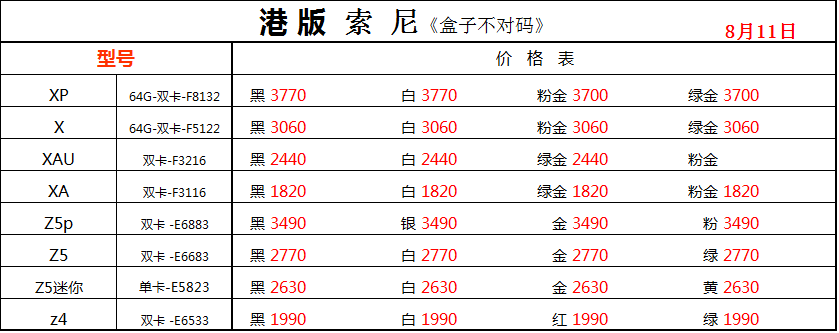 港版 索 尼《盒子不对码》 8月11日
型号 价 格 表
XP 64G-双卡-F8132 黑 3770 白 3770 粉金 3700 绿金 3700
X 64G-双卡-F5122 黑 3060 白 3060 粉金 3060 绿金 3060
XAU 双卡-F3216 黑 2440 白 2440 绿金 2440 粉金
XA 双卡-F3116 黑 1820 白 1820 绿金 1820 粉金 1820
Z5p 双卡 -E6883 黑 3490 银 3490 金 3490 粉 3490
Z5 双卡 -E6683 黑 2770 白 2770 金 2770 绿 2770
Z5迷你 单卡-E5823 黑 2630 白 2630 金 2630 黄 2630
z4 双卡 -E6533 黑 1990 白 1990 红 1990 绿 1990